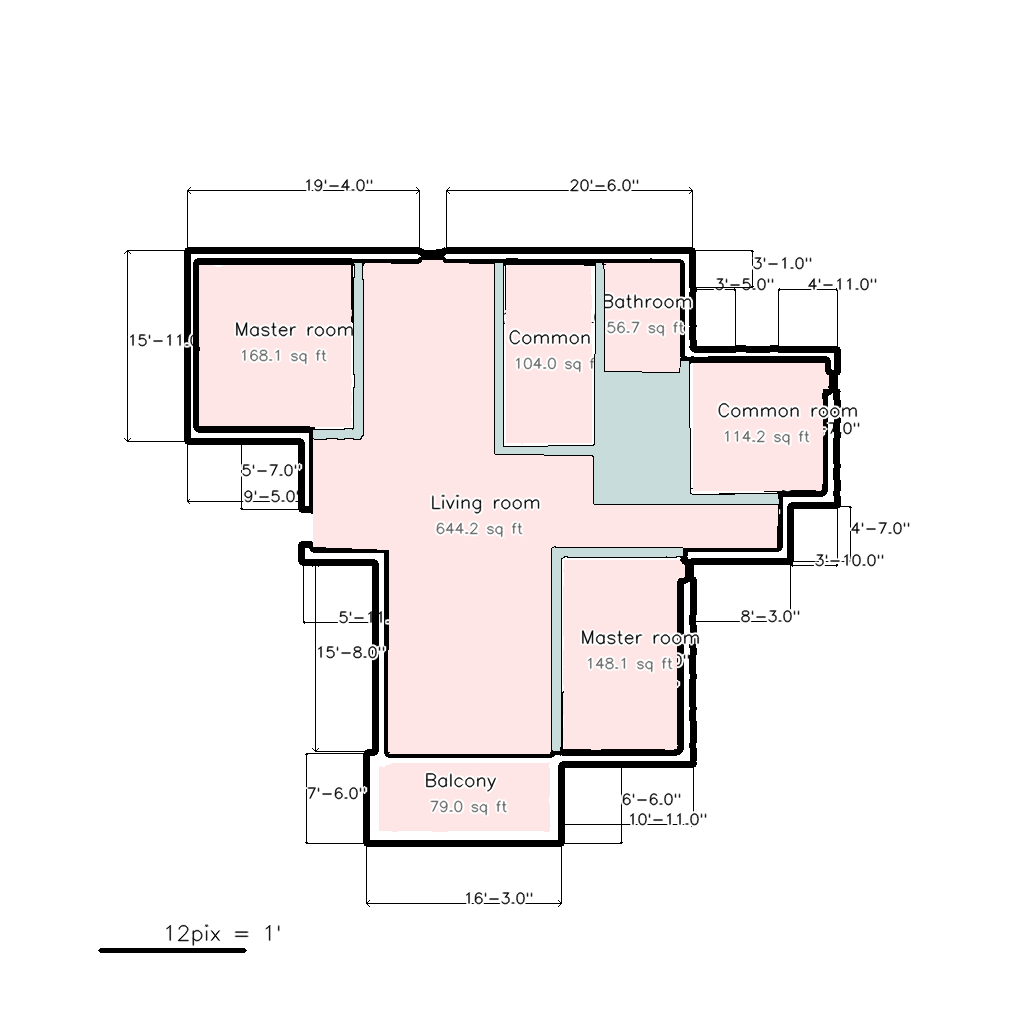 19'-4.0"
20'-6.0"
3'-1.0"
3'-5.0"
4'-11.0"
Bathroom
56.7 sq ft
Master room
168.1 sq ft
15'-11.0
Common
104.0 sq f
Common room
114.2 sq ft
7.0"
5'-7.0"
9'-5.0"
Living room
644.2 sq ft
4'-7.0"
3'-10.0"
5'-11.
8'-3.0"
Master room
148.1 sq ft
15'-8.0"
Balcony
79.0 sq ft
7'-6.0"
6'-6.0"
10'-11.0"
16'-3.0"
12pix = 1'